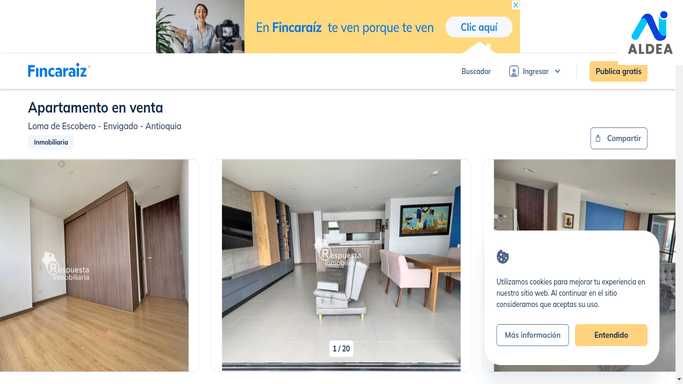 En Fincaraíz te ven porque te ven
Clic aquí
ALDEA
Fincaraiz
Buscador
Ingresar
Publica gratis
Apartamento en venta
Loma de Escobero - Envigado - Antioquia
Inmobiliaria
Compartir
Respuesta
Inmobiliaria
Respuesta
Inmobiliaria
1 / 20
Utilizamos cookies para mejorar tu experiencia en
nuestro sitio web. Al continuar en el sitio
consideramos que aceptas su uso.
Más información
Entendido